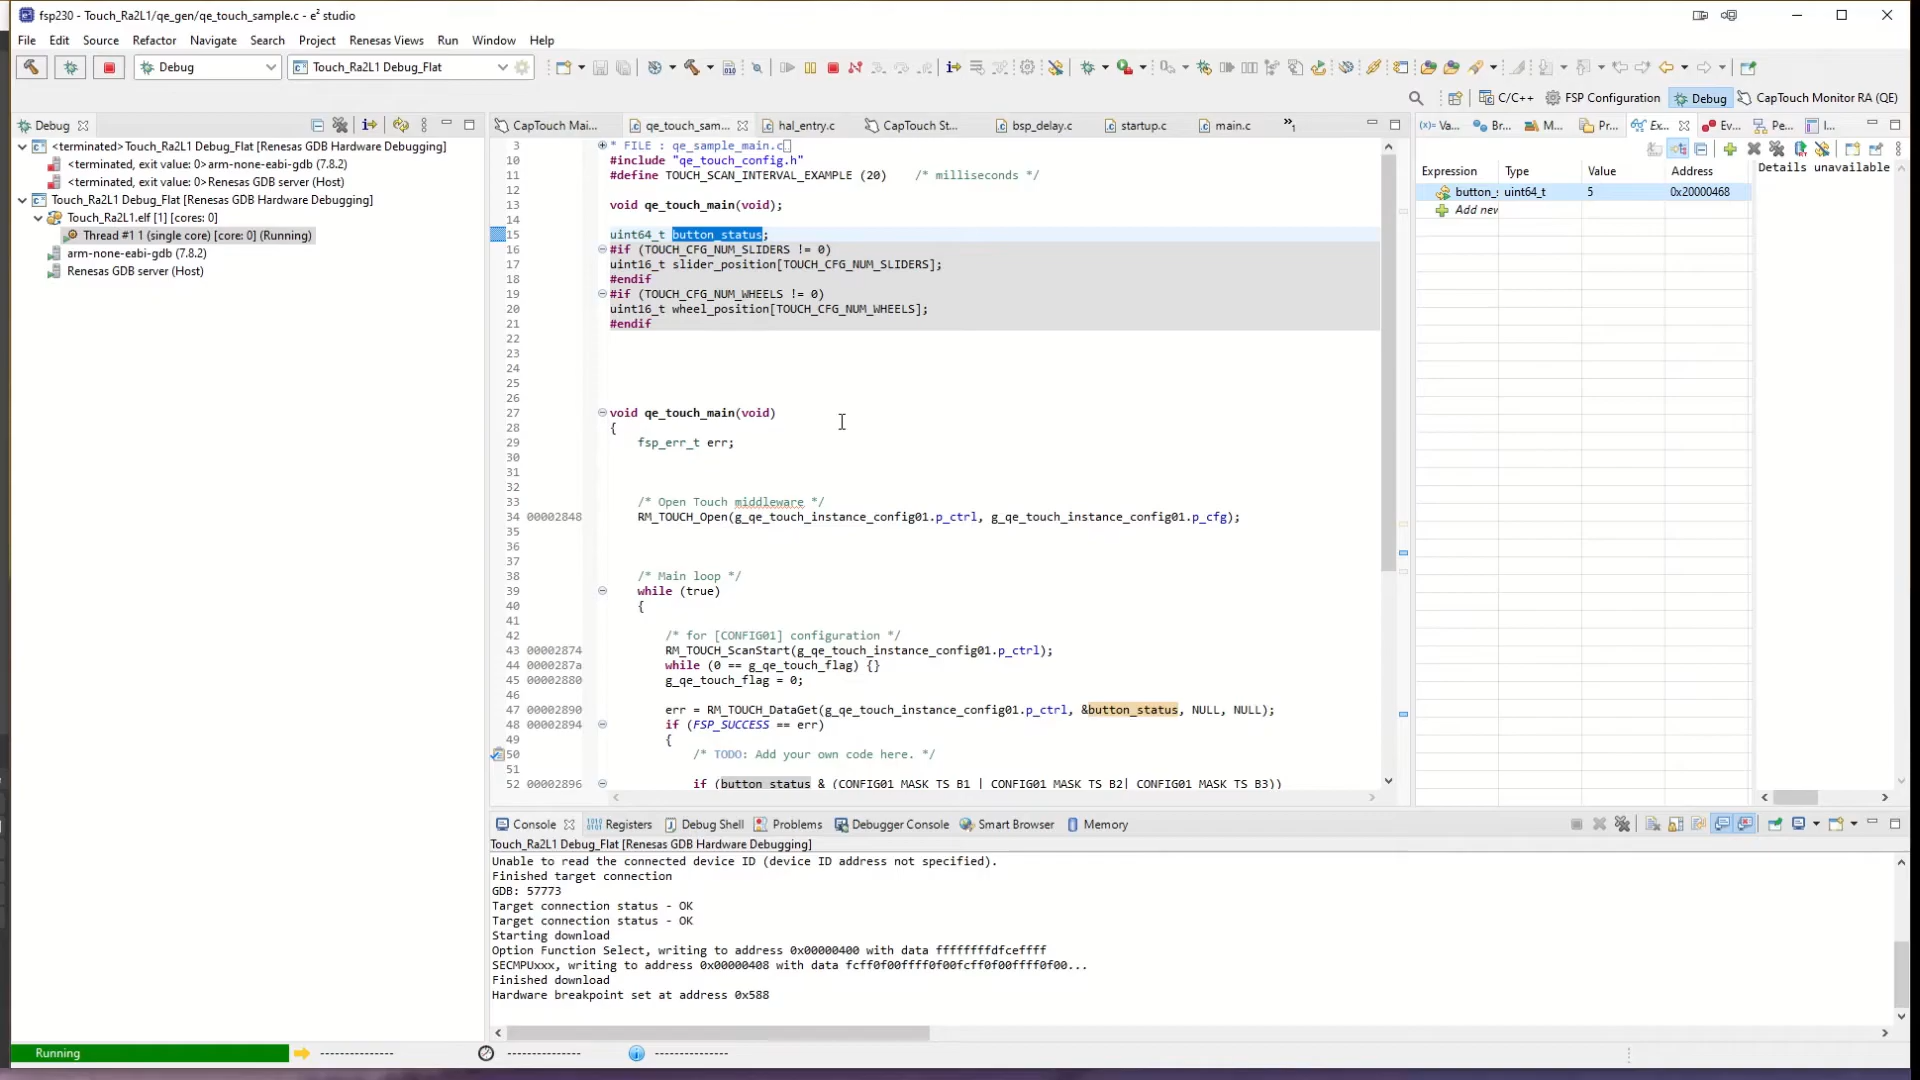 fsp230 - Touch_Ra2L1/qe_gen/qe_touch_sample.c - e² studio
File Edit Source Refactor Navigate Search Project Renesas Views Run Window Help
Debug Touch_Ra2L1 Debug_Flat
C/C++ FSP Configuration Debug CapTouch Monitor RA (QE)
Debug
<terminated>Touch_Ra2L1 Debug_Flat [Renesas GDB Hardware Debugging]
<terminated, exit value: 0>arm-none-eabi-gdb (7.8.2)
<terminated, exit value: 0>Renesas GDB server (Host)
Touch_Ra2L1 Debug_Flat [Renesas GDB Hardware Debugging]
Touch_Ra2L1.elf [1] [cores: 0]
Thread #1 1 (single core) [core: 0] (Running)
arm-none-eabi-gdb (7.8.2)
Renesas GDB server (Host)
CapTouch Mai... qe_touch_sam... hal_entry.c CapTouch St... bsp_delay.c startup.c main.c »1
3 * FILE : qe_sample_main.c
10 #include "qe_touch_config.h"
11 #define TOUCH_SCAN_INTERVAL_EXAMPLE (20) /* milliseconds */
12
13 void qe_touch_main(void);
14
15 uint64_t button_status;
16 #if (TOUCH_CFG_NUM_SLIDERS != 0)
17 uint16_t slider_position[TOUCH_CFG_NUM_SLIDERS];
18 #endif
19 #if (TOUCH_CFG_NUM_WHEELS != 0)
20 uint16_t wheel_position[TOUCH_CFG_NUM_WHEELS];
21 #endif
22
23
24
25
26
27 void qe_touch_main(void)
28 {
29 fsp_err_t err;
30
31
32
33 /* Open Touch middleware */
34 00002848 RM_TOUCH_Open(g_qe_touch_instance_config01.p_ctrl, g_qe_touch_instance_config01.p_cfg);
35
36
37
38 /* Main loop */
39 while (true)
40 {
41
42 /* for [CONFIG01] configuration */
43 00002874 RM_TOUCH_ScanStart(g_qe_touch_instance_config01.p_ctrl);
44 0000287a while (0 == g_qe_touch_flag) {}
45 00002880 g_qe_touch_flag = 0;
46
47 00002890 err = RM_TOUCH_DataGet(g_qe_touch_instance_config01.p_ctrl, &button_status, NULL, NULL);
48 00002894 if (FSP_SUCCESS == err)
49 {
50 /* TODO: Add your own code here. */
51
52 00002896 if (button_status & (CONFIG01_MASK_TS_B1 | CONFIG01_MASK_TS_B2| CONFIG01_MASK_TS_B3))
(x)= Va... Br... M... Pr... Ex... Ev... Pe... I...
Expression Type Value Address
button_s uint64_t 5 0x20000468
Add new
Details unavailable
Console Registers Debug Shell Problems Debugger Console Smart Browser Memory
Touch_Ra2L1 Debug_Flat [Renesas GDB Hardware Debugging]
Unable to read the connected device ID (device ID address not specified).
Finished target connection
GDB: 57773
Target connection status - OK
Target connection status - OK
Starting download
Option Function Select, writing to address 0x00000400 with data ffffffffdfceffff
SECMPUxxx, writing to address 0x00000408 with data fcff0f00ffff0f00fcff0f00ffff0f00...
Finished download
Hardware breakpoint set at address 0x588
Running